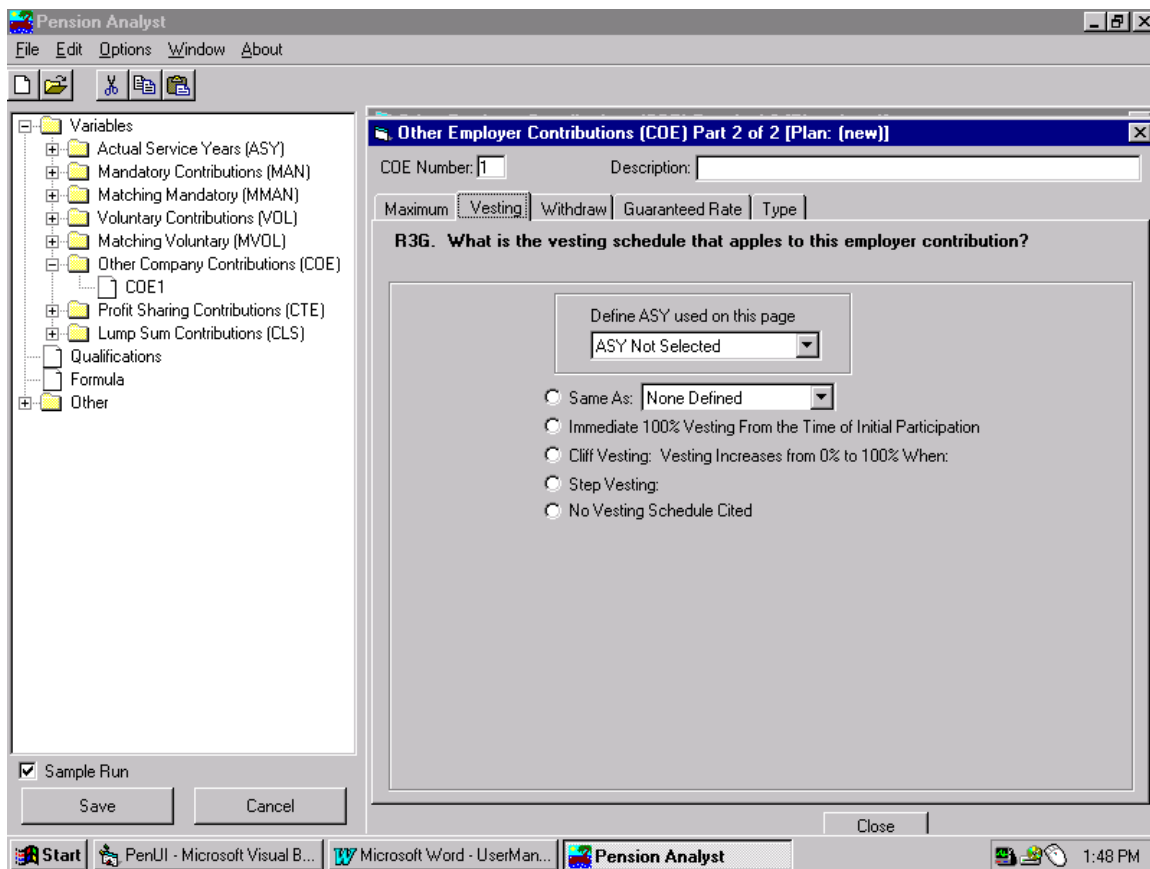 Pension Analyst
File Edit Options Window About
Variables
Actual Service Years (ASY)
Mandatory Contributions (MAN)
Matching Mandatory (MMAN)
Voluntary Contributions (VOL)
Matching Voluntary (MVOL)
Other Company Contributions (COE)
COE1
Profit Sharing Contributions (CTE)
Lump Sum Contributions (CLS)
Qualifications
Formula
Other
Sample Run
Save Cancel
Other Employer Contributions (COE) Part 2 of 2 [Plan: (new)]
COE Number: 1 Description:
Maximum Vesting Withdraw Guaranteed Rate Type
R3G. What is the vesting schedule that apples to this employer contribution?
Define ASY used on this page
ASY Not Selected
Same As: None Defined
Immediate 100% Vesting From the Time of Initial Participation
Cliff Vesting: Vesting Increases from 0% to 100% When:
Step Vesting:
No Vesting Schedule Cited
Close
Start PenUI - Microsoft Visual B... Microsoft Word - UserMan... Pension Analyst 1:48 PM